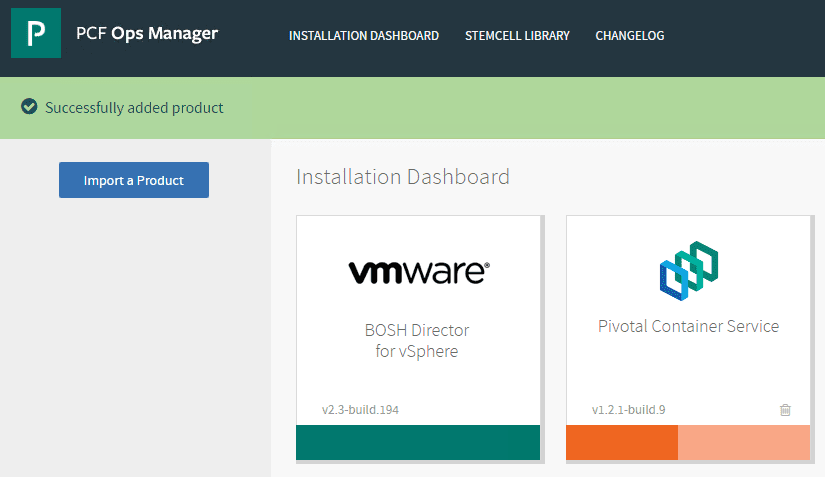 P PCF Ops Manager INSTALLATION DASHBOARD STEMCELL LIBRARY CHANGELOG
Successfully added product
Import a Product
Installation Dashboard
vmware®
BOSH Director
for vSphere
v2.3-build.194
Pivotal Container Service
v1.2.1-build.9